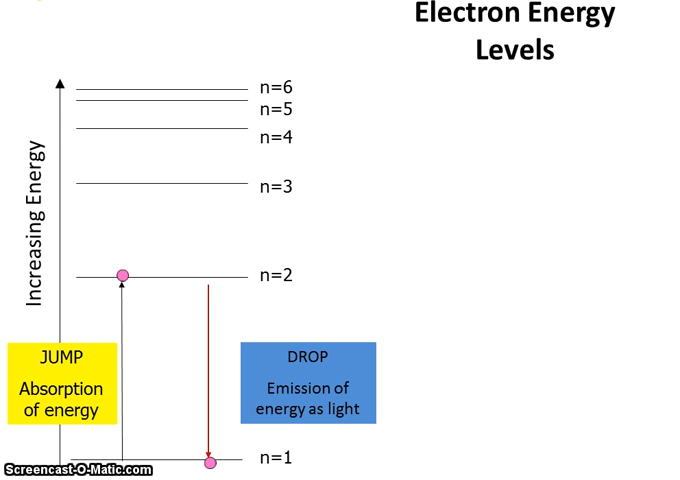 Electron Energy
Levels
n=6
n=5
n=4
n=3
n=2
n=1
Increasing Energy
JUMP
Absorption
of energy
DROP
Emission of
energy as light
Screencast-O-Matic.com